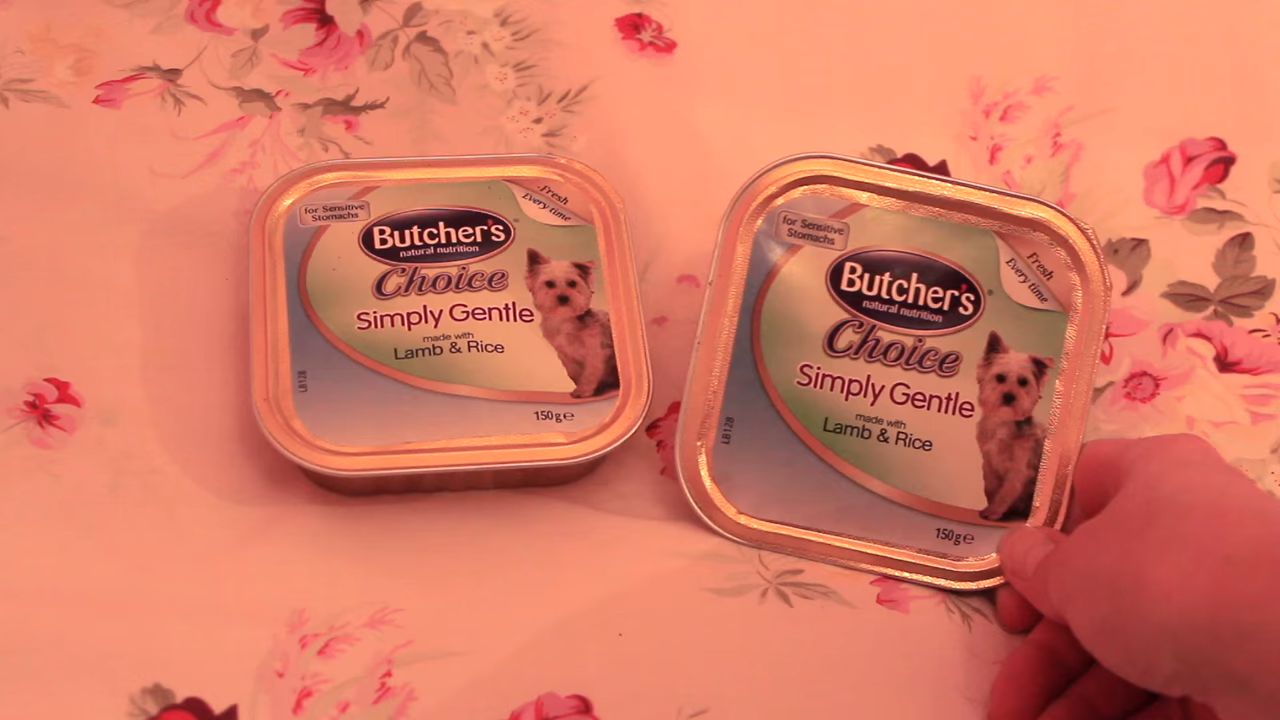 for Sensitive
Stomachs
Fresh
Every time
Butcher's
natural nutrition
Choice
Simply Gentle
made with
Lamb & Rice
LB128
150g℮
for Sensitive
Stomachs
Fresh
Every time
Butcher's
natural nutrition
Choice
Simply Gentle
made with
Lamb & Rice
LB128
150g℮